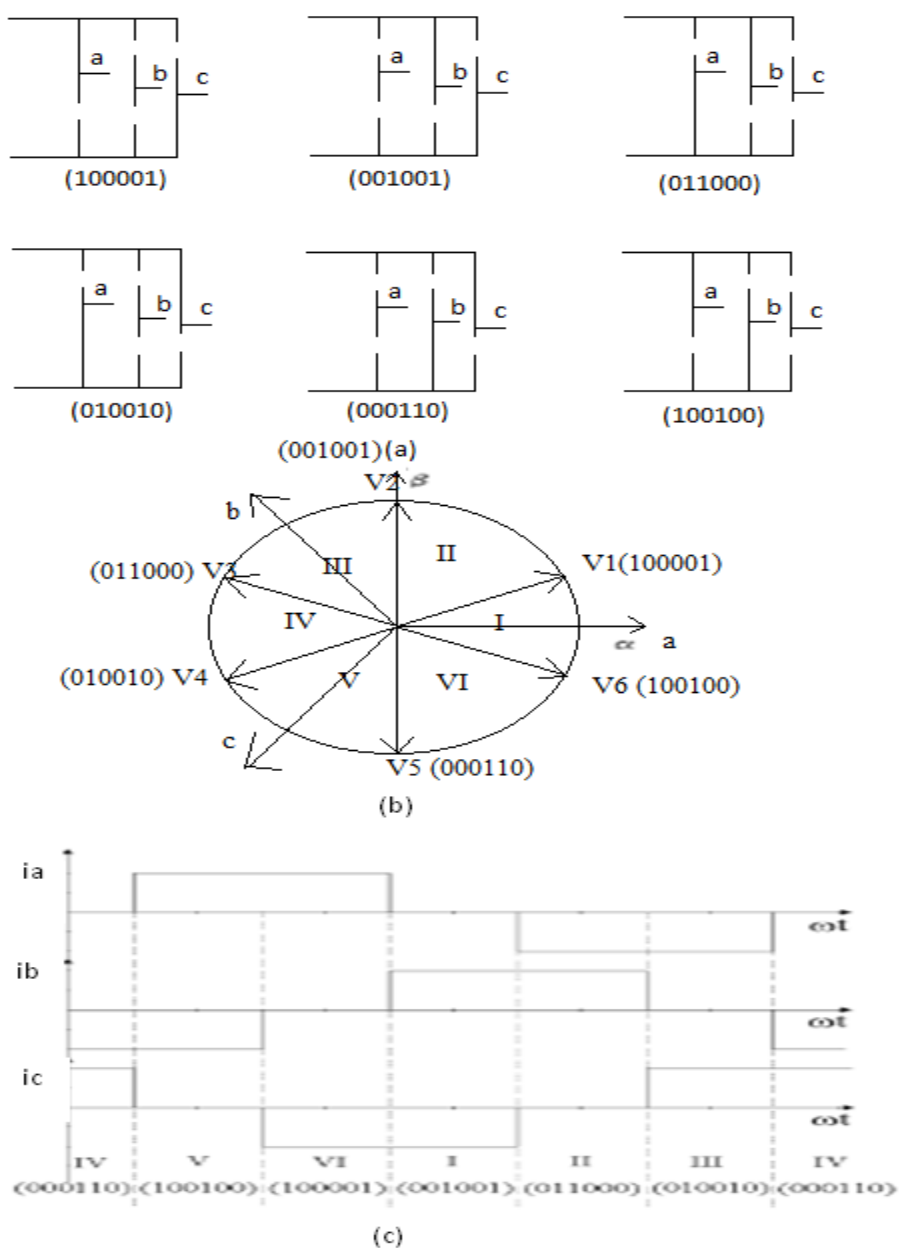 a b c a b c a b c
(100001) (001001) (011000)
a b c a b c a b c
(010010) (000110) (100100)
(001001)(a)
V2 β
b
III II V1(100001)
(011000) V3
IV I
α a
(010010) V4 V VI V6 (100100)
c
V5 (000110)
(b)
ia
ωt
ib
ωt
ic
ωt
IV V VI I II III IV
(000110) (100100) (100001) (001001) (011000) (010010) (000110)
(c)